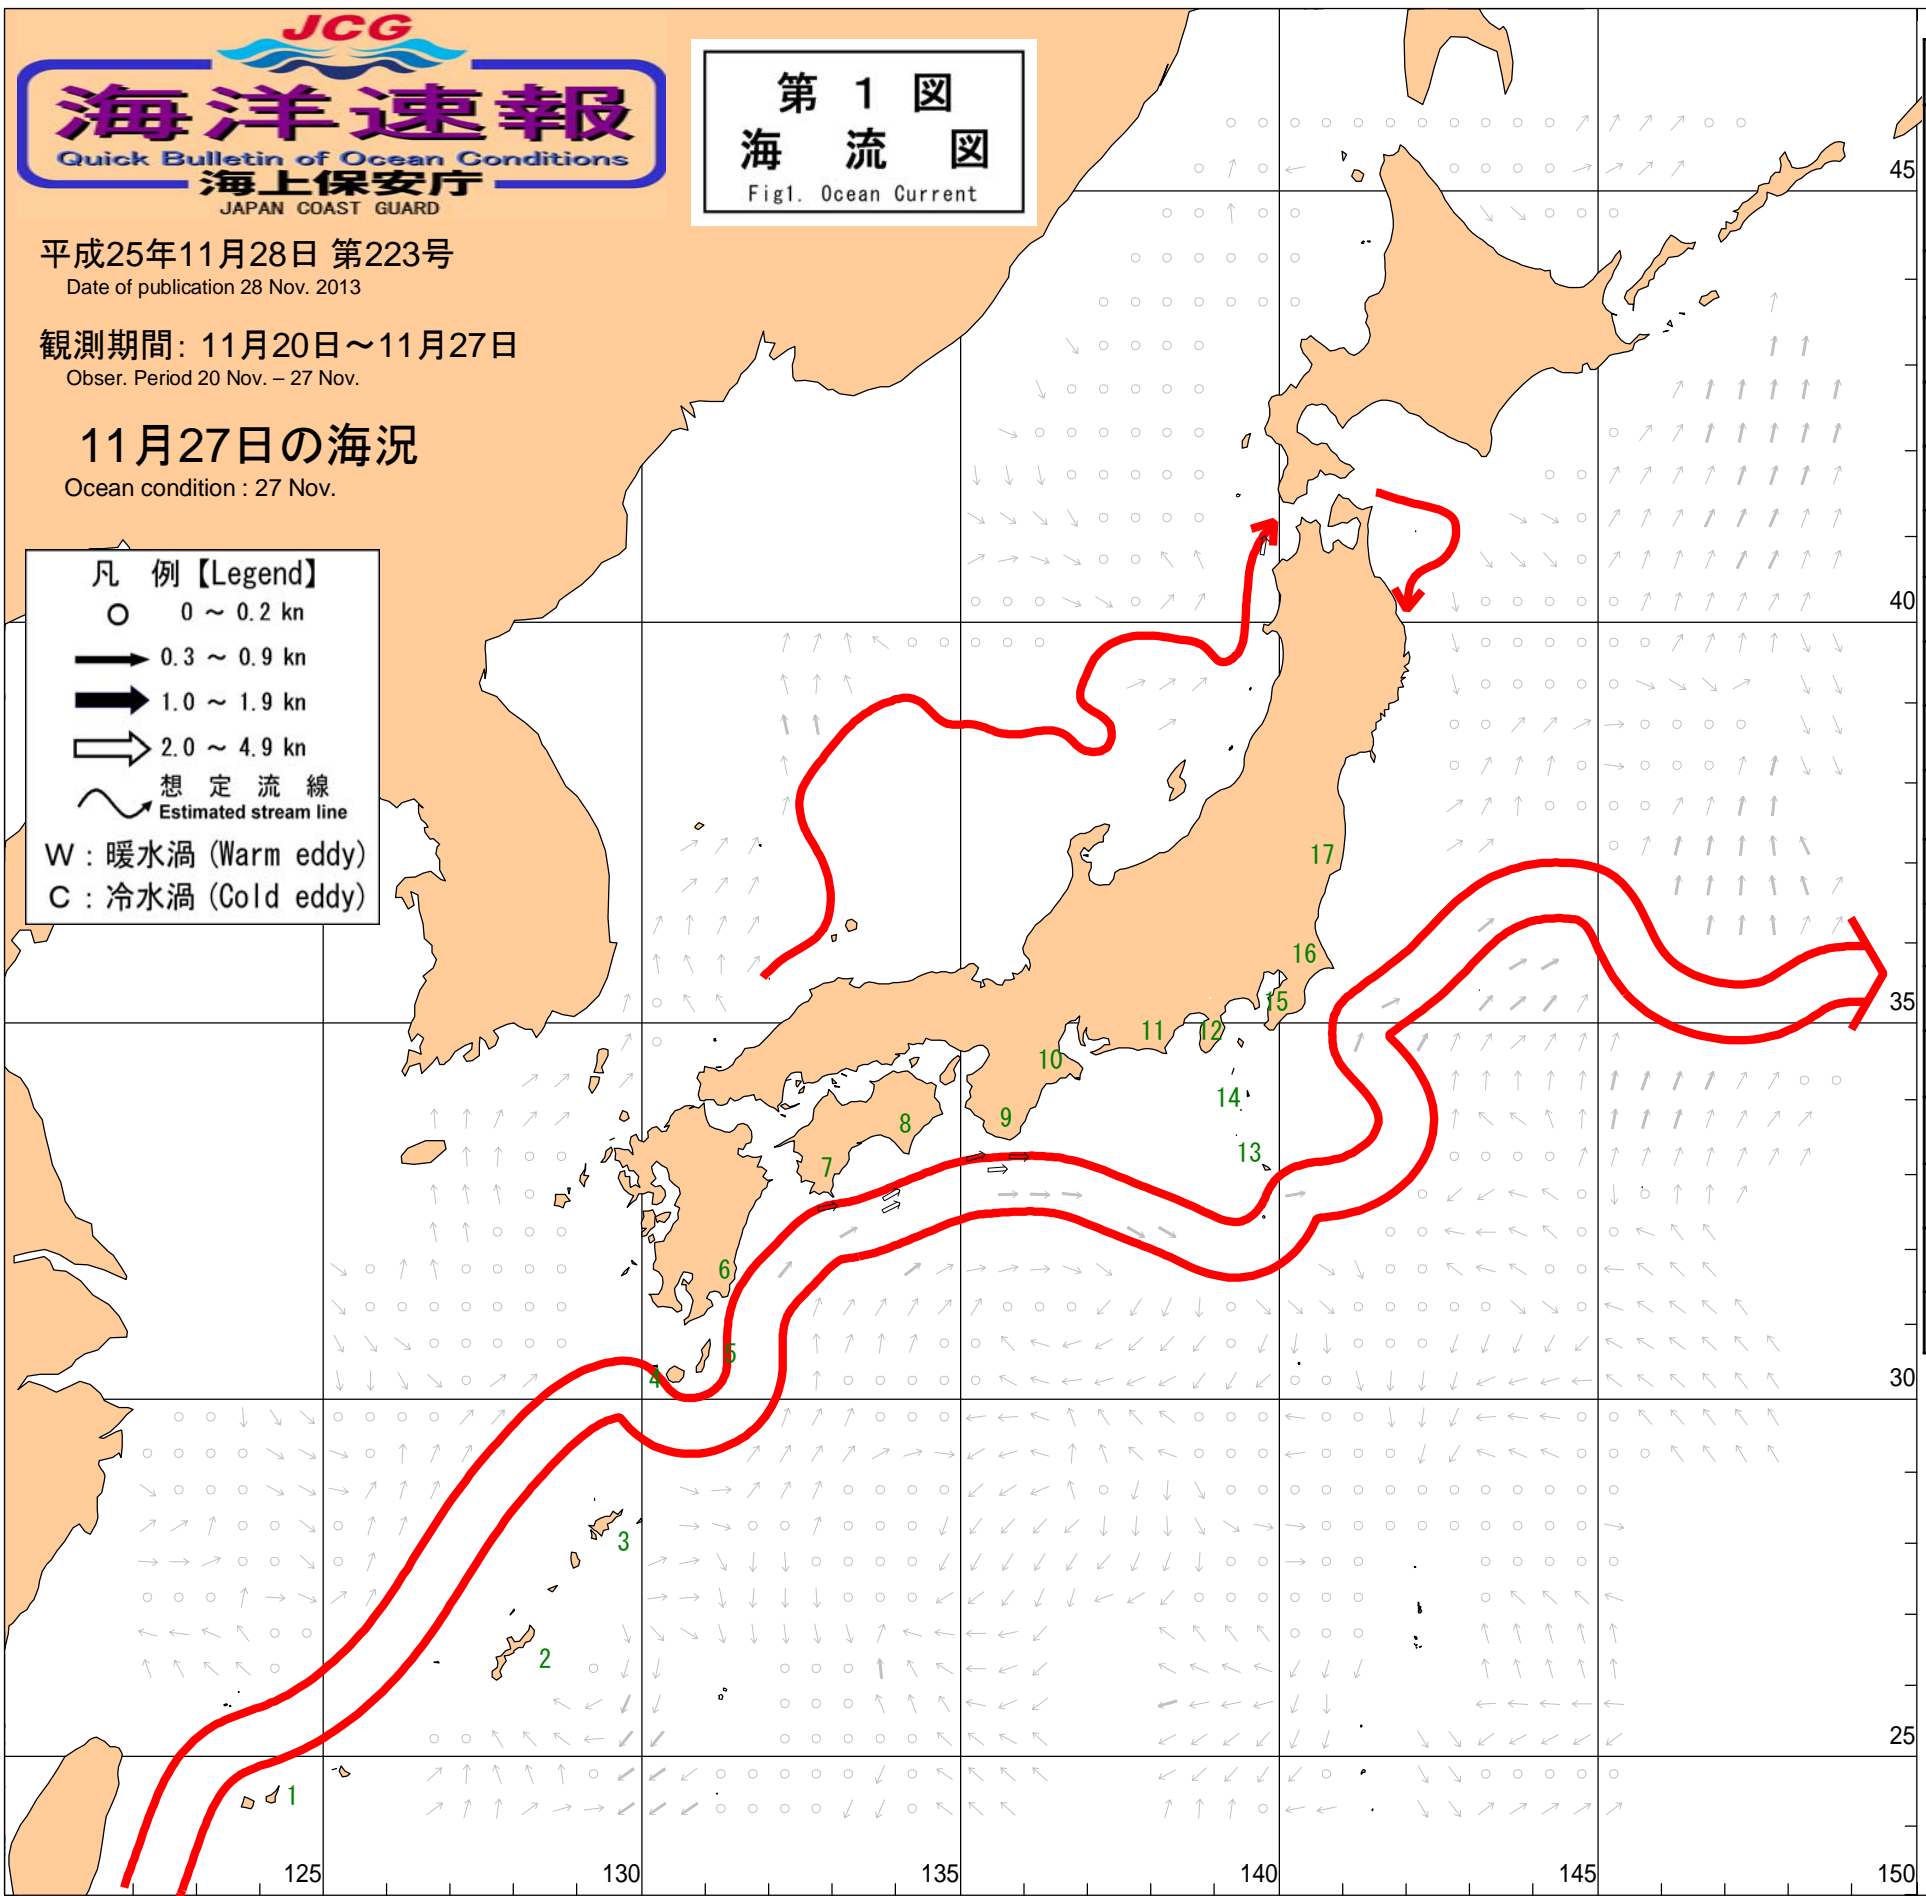 JCG
海洋速報
Quick Bulletin of Ocean Conditions
海上保安庁
JAPAN COAST GUARD
第 1 図
海 流 図
Fig1. Ocean Current
平成25年11月28日 第223号
Date of publication 28 Nov. 2013
観測期間: 11月20日～11月27日
Obser. Period 20 Nov. – 27 Nov.
11月27日の海況
Ocean condition : 27 Nov.
凡 例【Legend】
0 ～ 0.2 kn
0.3 ～ 0.9 kn
1.0 ～ 1.9 kn
2.0 ～ 4.9 kn
想 定 流 線
Estimated stream line
W : 暖水渦 (Warm eddy)
C : 冷水渦 (Cold eddy)
45
40
35
30
25
17
16
15
12
11
10
14
9
8
13
7
6
5
4
3
2
1
125
130
135
140
145
150